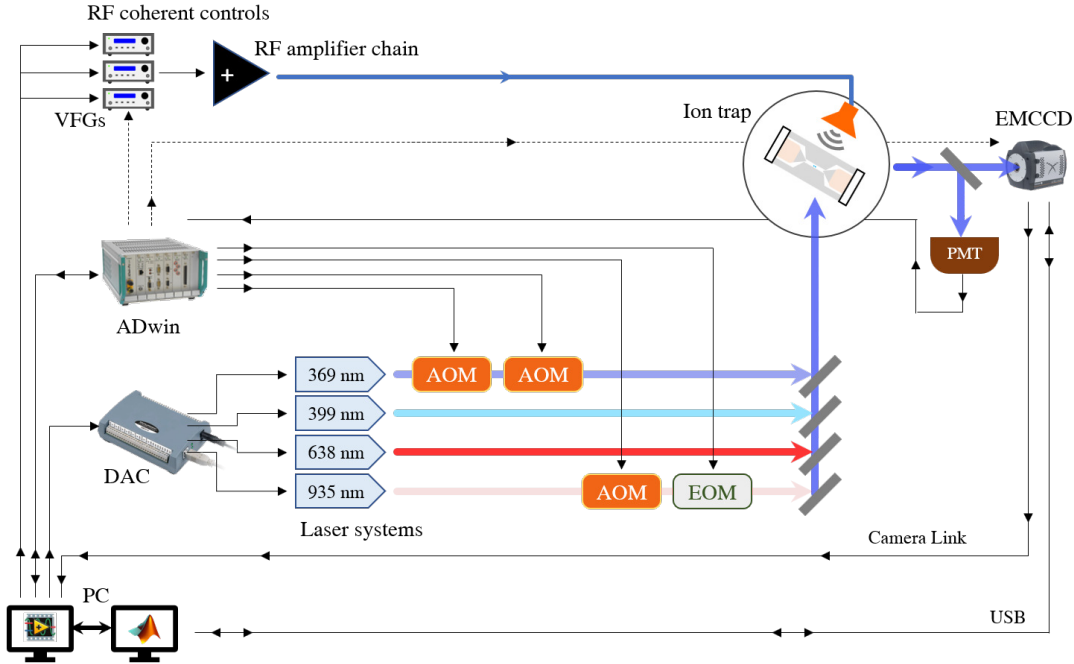 RF coherent controls
RF amplifier chain
+
VFGs
Ion trap
EMCCD
PMT
ADwin
369 nm
AOM
AOM
399 nm
638 nm
DAC
935 nm
AOM
EOM
Laser systems
Camera Link
PC
USB